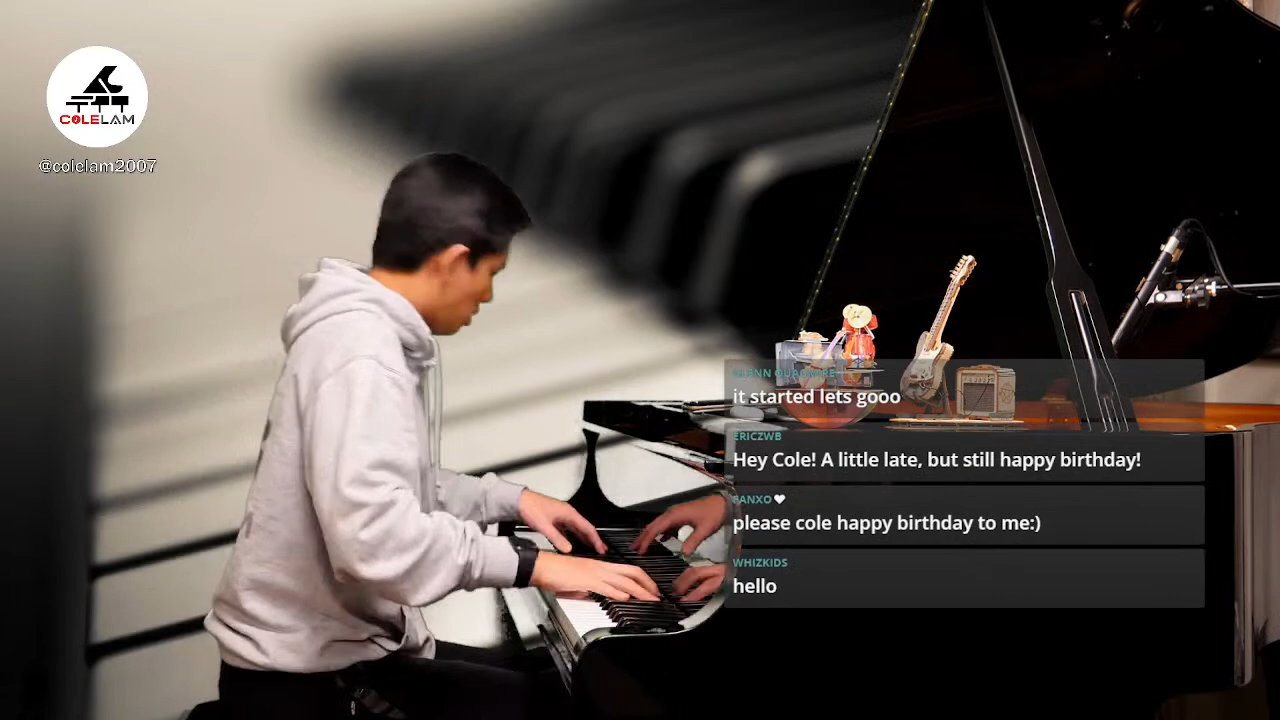 COLELAM
@colelam2007
it started lets gooo
ERICZWB
Hey Cole! A little late, but still happy birthday!
FANXO
please cole happy birthday to me:)
WHIZKIDS
hello